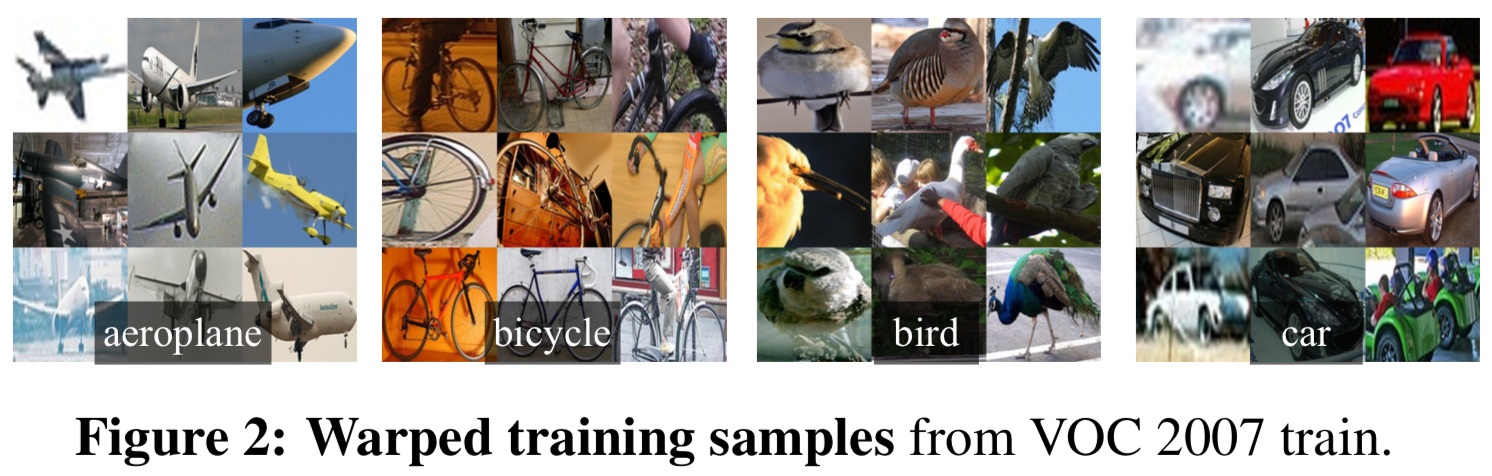 aeroplane
bicycle
bird
car
Figure 2: Warped training samples from VOC 2007 train.